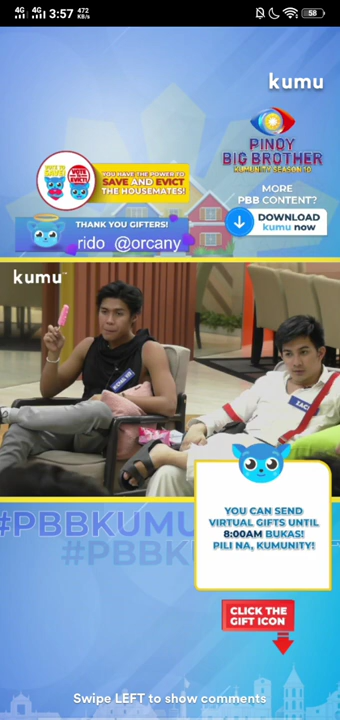 4G 4G 3:57 472 KB/s 58
kumu
PINOY
BIG BROTHER
KUMUNITY SEASON 10
VOTE TO SAVE!
VOTE TO EVICT!
YOU HAVE THE POWER TO
SAVE AND EVICT
THE HOUSEMATES!
MORE
PBB CONTENT?
DOWNLOAD
kumu now
THANK YOU GIFTERS!
rido @orcany
kumu
#PBBKUMU
#PBBK
YOU CAN SEND
VIRTUAL GIFTS UNTIL
8:00AM BUKAS!
PILI NA, KUMUNITY!
CLICK THE
GIFT ICON
Swipe LEFT to show comments